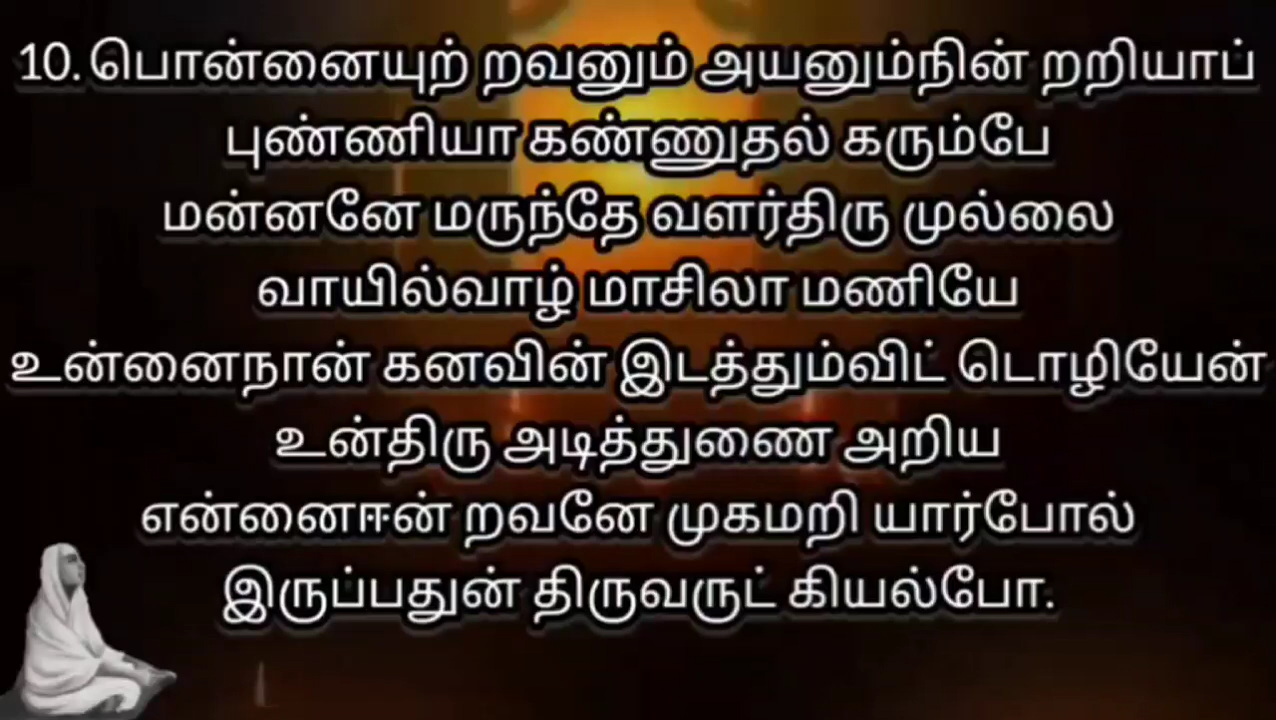 10. பொன்னையுற் றவனும் அயனும்நின் றறியாப்
புண்ணியா கண்ணுதல் கரும்பே
மன்னனே மருந்தே வளர்திரு முல்லை
வாயில்வாழ் மாசிலா மணியே
உன்னைநான் கனவின் இடத்தும்விட் டொழியேன்
உன்திரு அடித்துணை அறிய
என்னைஈன் றவனே முகமறி யார்போல்
இருப்பதுன் திருவருட் கியல்போ.